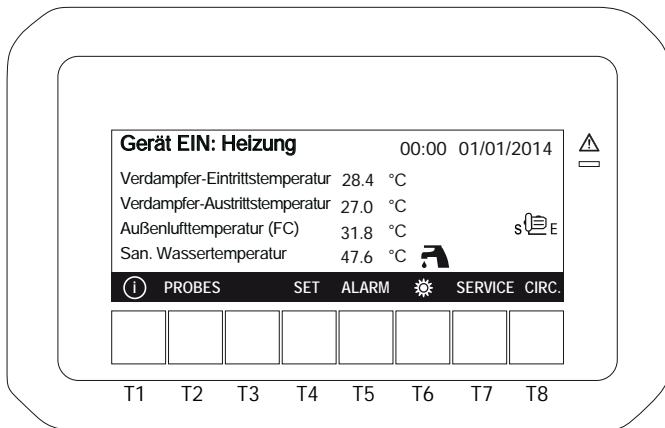 Gerät EIN: Heizung 00:00 01/01/2014
Verdampfer-Eintrittstemperatur 28.4 °C
Verdampfer-Austrittstemperatur 27.0 °C
Außenlufttemperatur (FC) 31.8 °C
S E
San. Wassertemperatur 47.6 °C
i PROBES SET ALARM SERVICE CIRC.
T1 T2 T3 T4 T5 T6 T7 T8